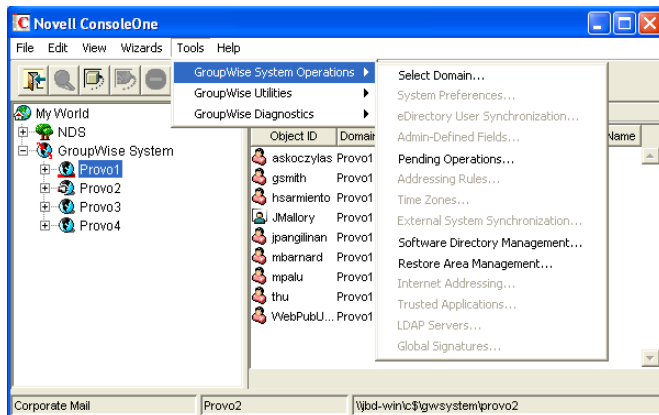 Novell ConsoleOne
File Edit View Wizards Tools Help
GroupWise System Operations
GroupWise Utilities
GroupWise Diagnostics
Select Domain...
System Preferences...
eDirectory User Synchronization...
Admin-Defined Fields...
Pending Operations...
Addressing Rules...
Time Zones...
External System Synchronization...
Software Directory Management...
Restore Area Management...
Internet Addressing...
Trusted Applications...
LDAP Servers...
Global Signatures...
My World
NDS
GroupWise System
Provo1
Provo2
Provo3
Provo4
Object ID Domain Name
askoczylas Provo1
gsmith Provo1
hsarmiento Provo1
JMallory Provo1
jpangilinan Provo1
mbarnard Provo1
mpalu Provo1
thu Provo1
WebPubU... Provo1
Corporate Mail Provo2 \\jbd-win\c$\gwsystem\provo2